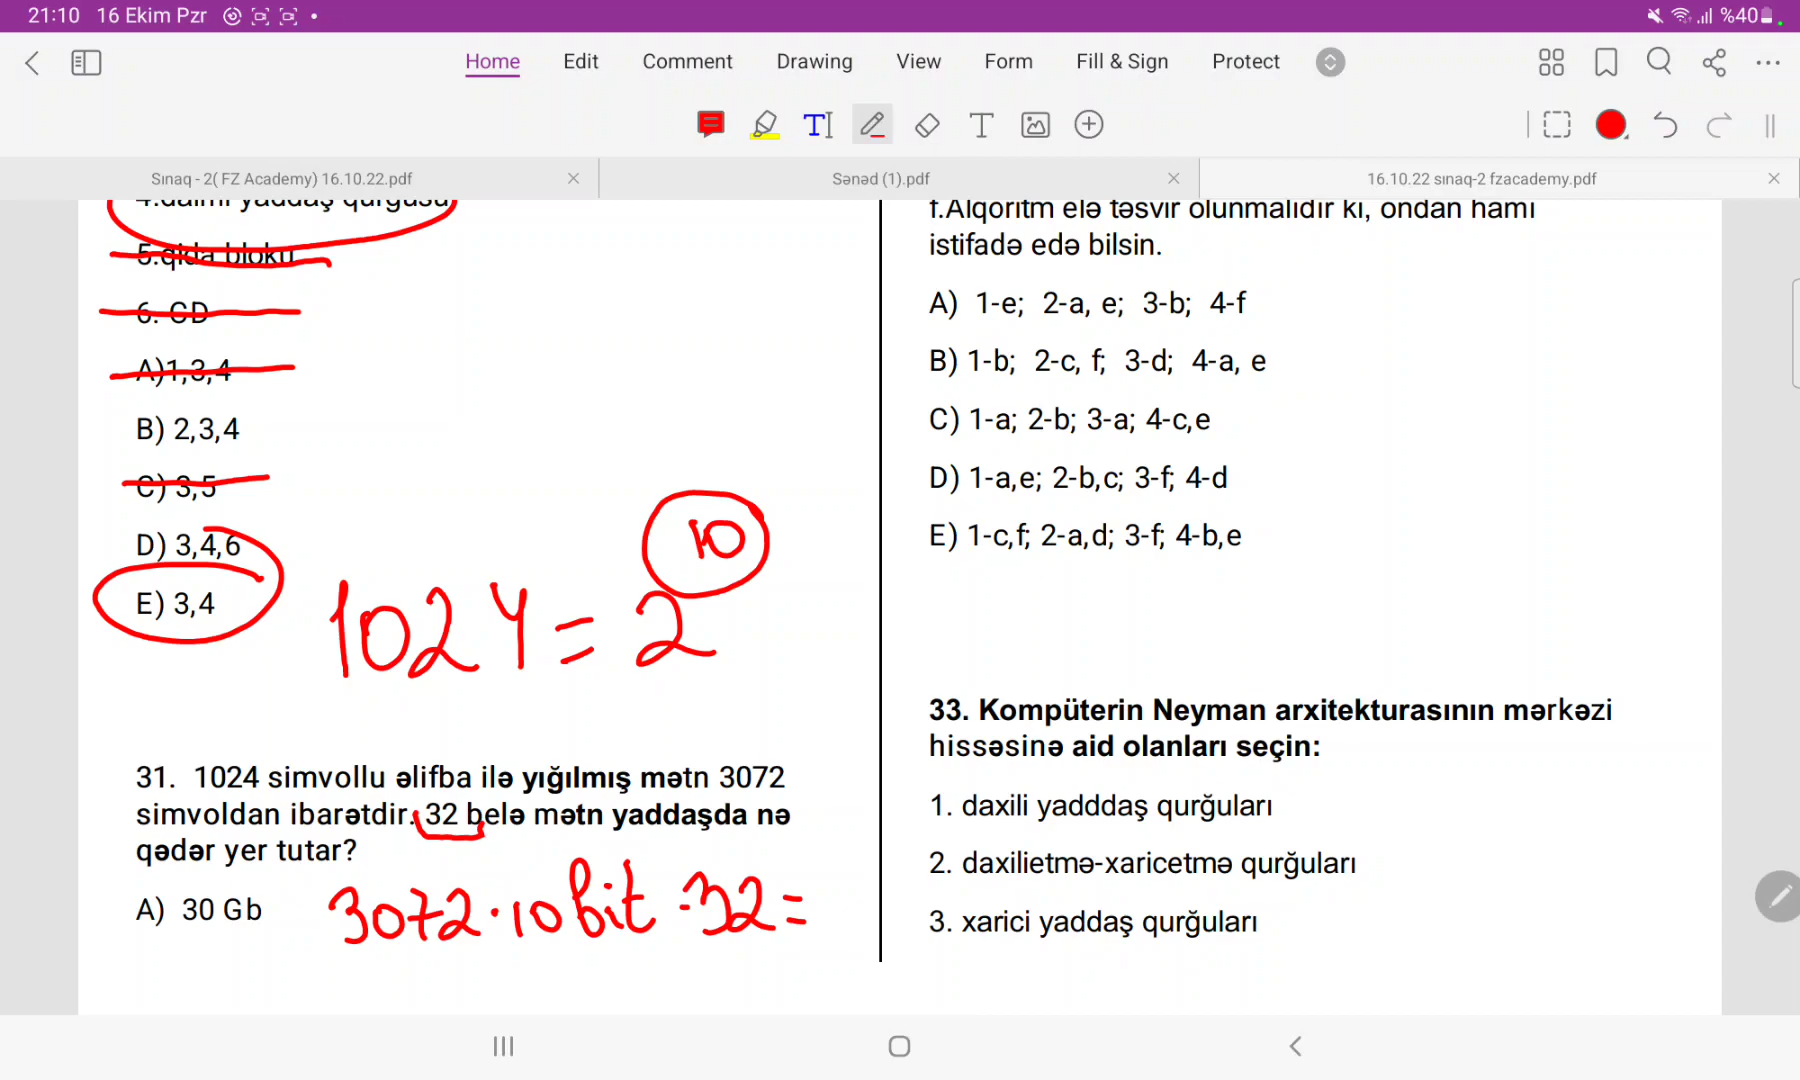 21:10 16 Ekim Pzr %40
Home Edit Comment Drawing View Form Fill & Sign Protect
Sınaq - 2( FZ Academy) 16.10.22.pdf
Sənəd (1).pdf
16.10.22 sınaq-2 fzacademy.pdf
4.daimi yaddaş qurğusu
5.qida bloku
6. CD
A)1,3,4
B) 2,3,4
C) 3,5
D) 3,4,6
E) 3,4
1024 = 2 10
31. 1024 simvollu əlifba ilə yığılmış mətn 3072
simvoldan ibarətdir. 32 belə mətn yaddaşda nə
qədər yer tutar?
A) 30 Gb
3072 · 10 bit · 32 =
f.Alqoritm elə təsvir olunmalıdır ki, ondan hamı
istifadə edə bilsin.
A) 1-e; 2-a, e; 3-b; 4-f
B) 1-b; 2-c, f; 3-d; 4-a, e
C) 1-a; 2-b; 3-a; 4-c,e
D) 1-a,e; 2-b,c; 3-f; 4-d
E) 1-c,f; 2-a,d; 3-f; 4-b,e
33. Kompüterin Neyman arxitekturasının mərkəzi
hissəsinə aid olanları seçin:
1. daxili yadddaş qurğuları
2. daxilietmə-xaricetmə qurğuları
3. xarici yaddaş qurğuları